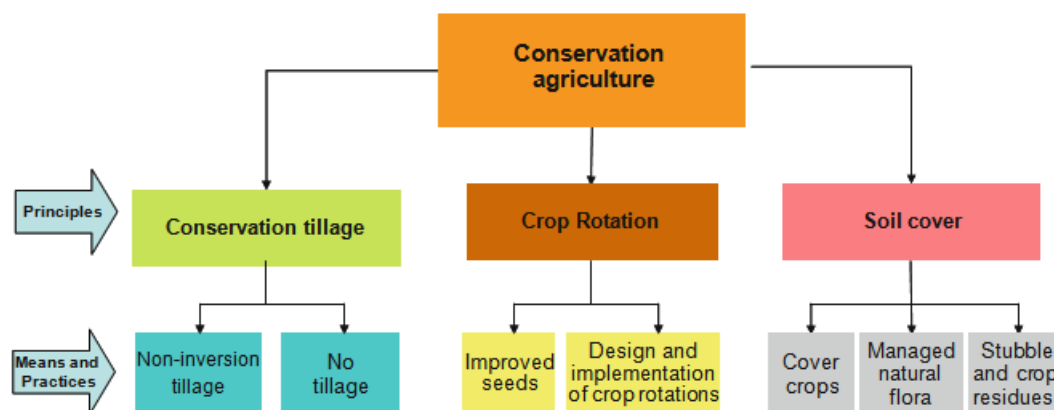 Conservation
agriculture
Principles
Conservation tillage
Crop Rotation
Soil cover
Means and
Practices
Non-inversion
tillage
No
tillage
Improved
seeds
Design and
implementation
of crop rotations
Cover
crops
Managed
natural
flora
Stubble
and crop
residues